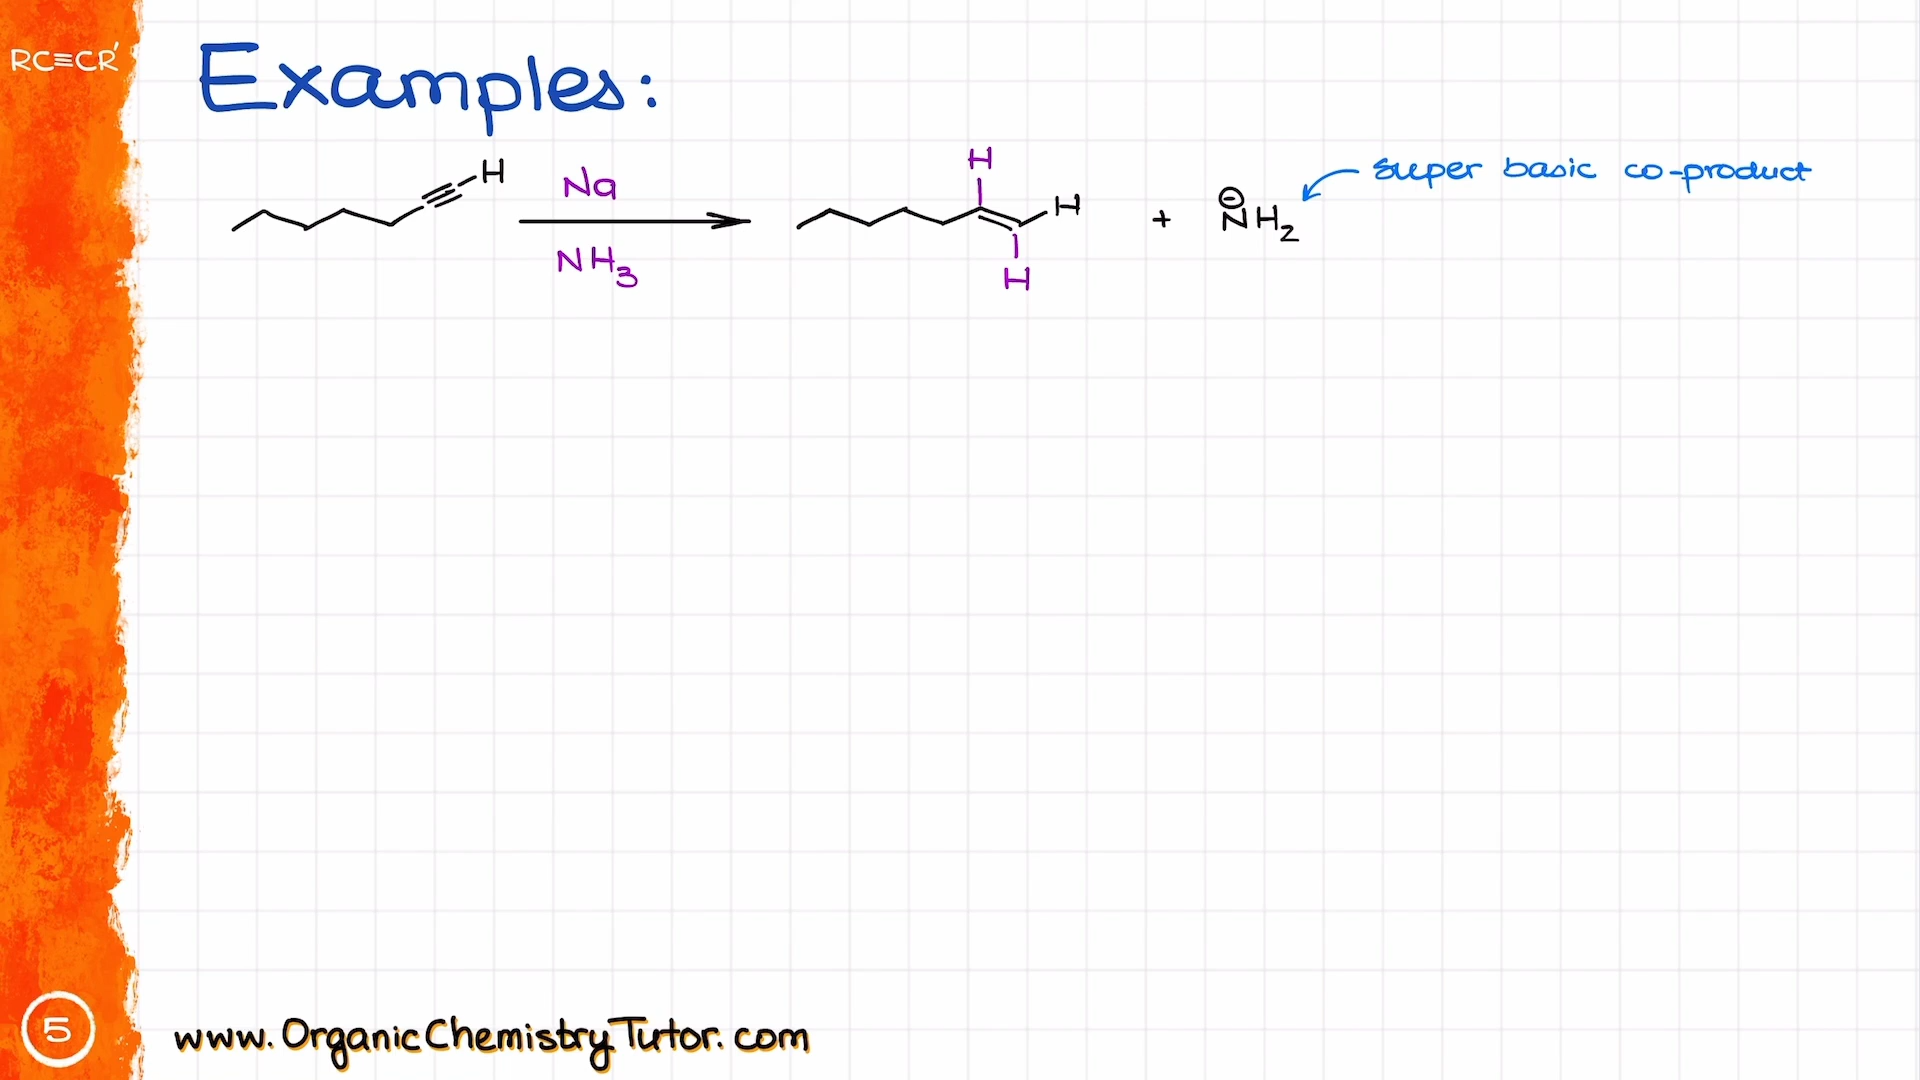 RC≡CR'
Examples:
H
Na
NH₃
H
H
H
+ ⊖NH₂
super basic co-product
5
www.OrganicChemistryTutor.com